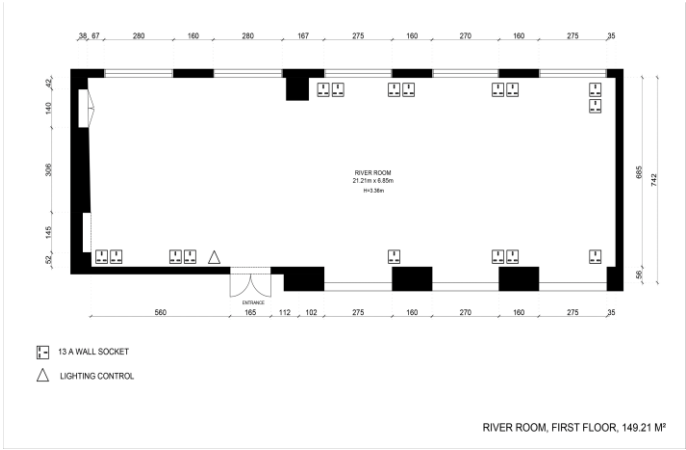 38 67 280 160 280 167 275 160 270 160 275 35
42
140
306
145
52
685
742
56
RIVER ROOM
21.21m x 6.85m
H=3.36m
ENTRANCE
560 165 112 102 275 160 270 160 275 35
13 A WALL SOCKET
LIGHTING CONTROL
RIVER ROOM, FIRST FLOOR, 149.21 M²